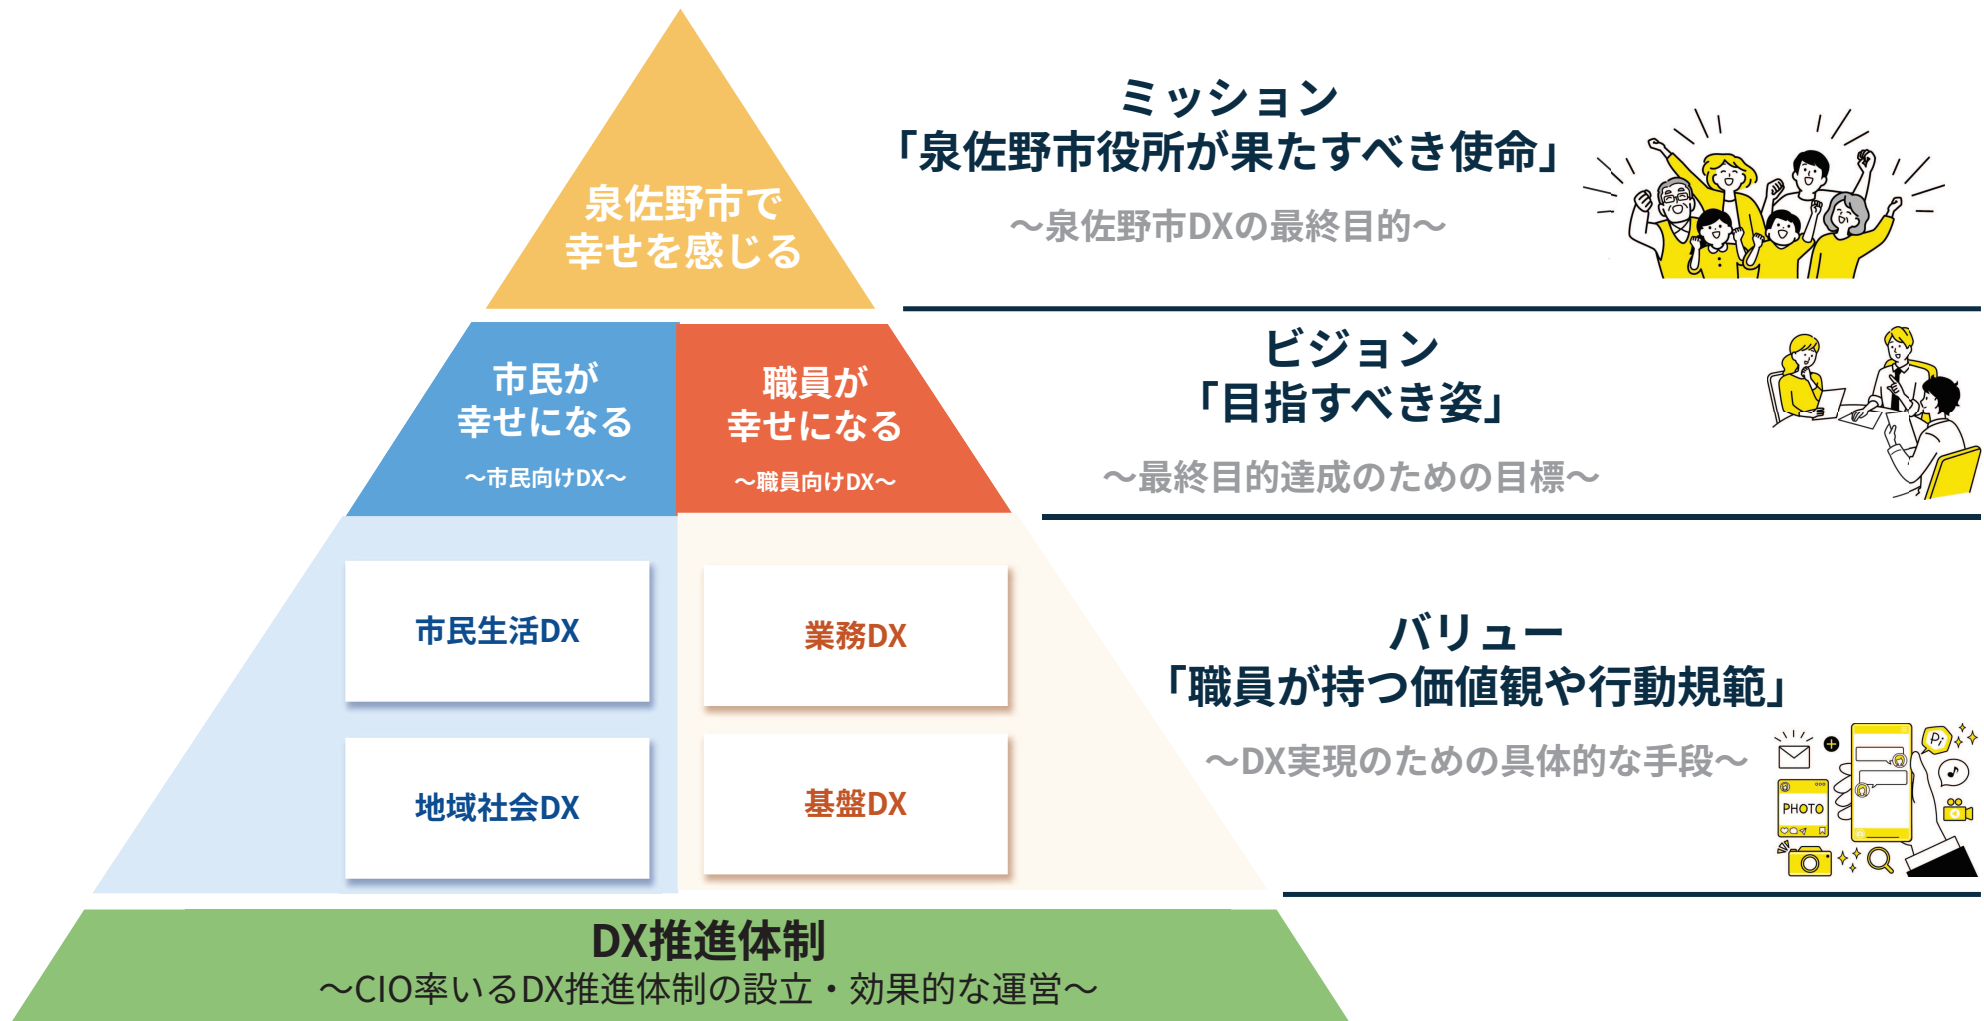 泉佐野市で
幸せを感じる
ミッション
「泉佐野市役所が果たすべき使命」
～泉佐野市DXの最終目的～
市民が
幸せになる
～市民向けDX～
職員が
幸せになる
～職員向けDX～
ビジョン
「目指すべき姿」
～最終目的達成のための目標～
市民生活DX
業務DX
地域社会DX
基盤DX
バリュー
「職員が持つ価値観や行動規範」
～DX実現のための具体的な手段～
Pi
PHOTO
DX推進体制
～CIO率いるDX推進体制の設立・効果的な運営～